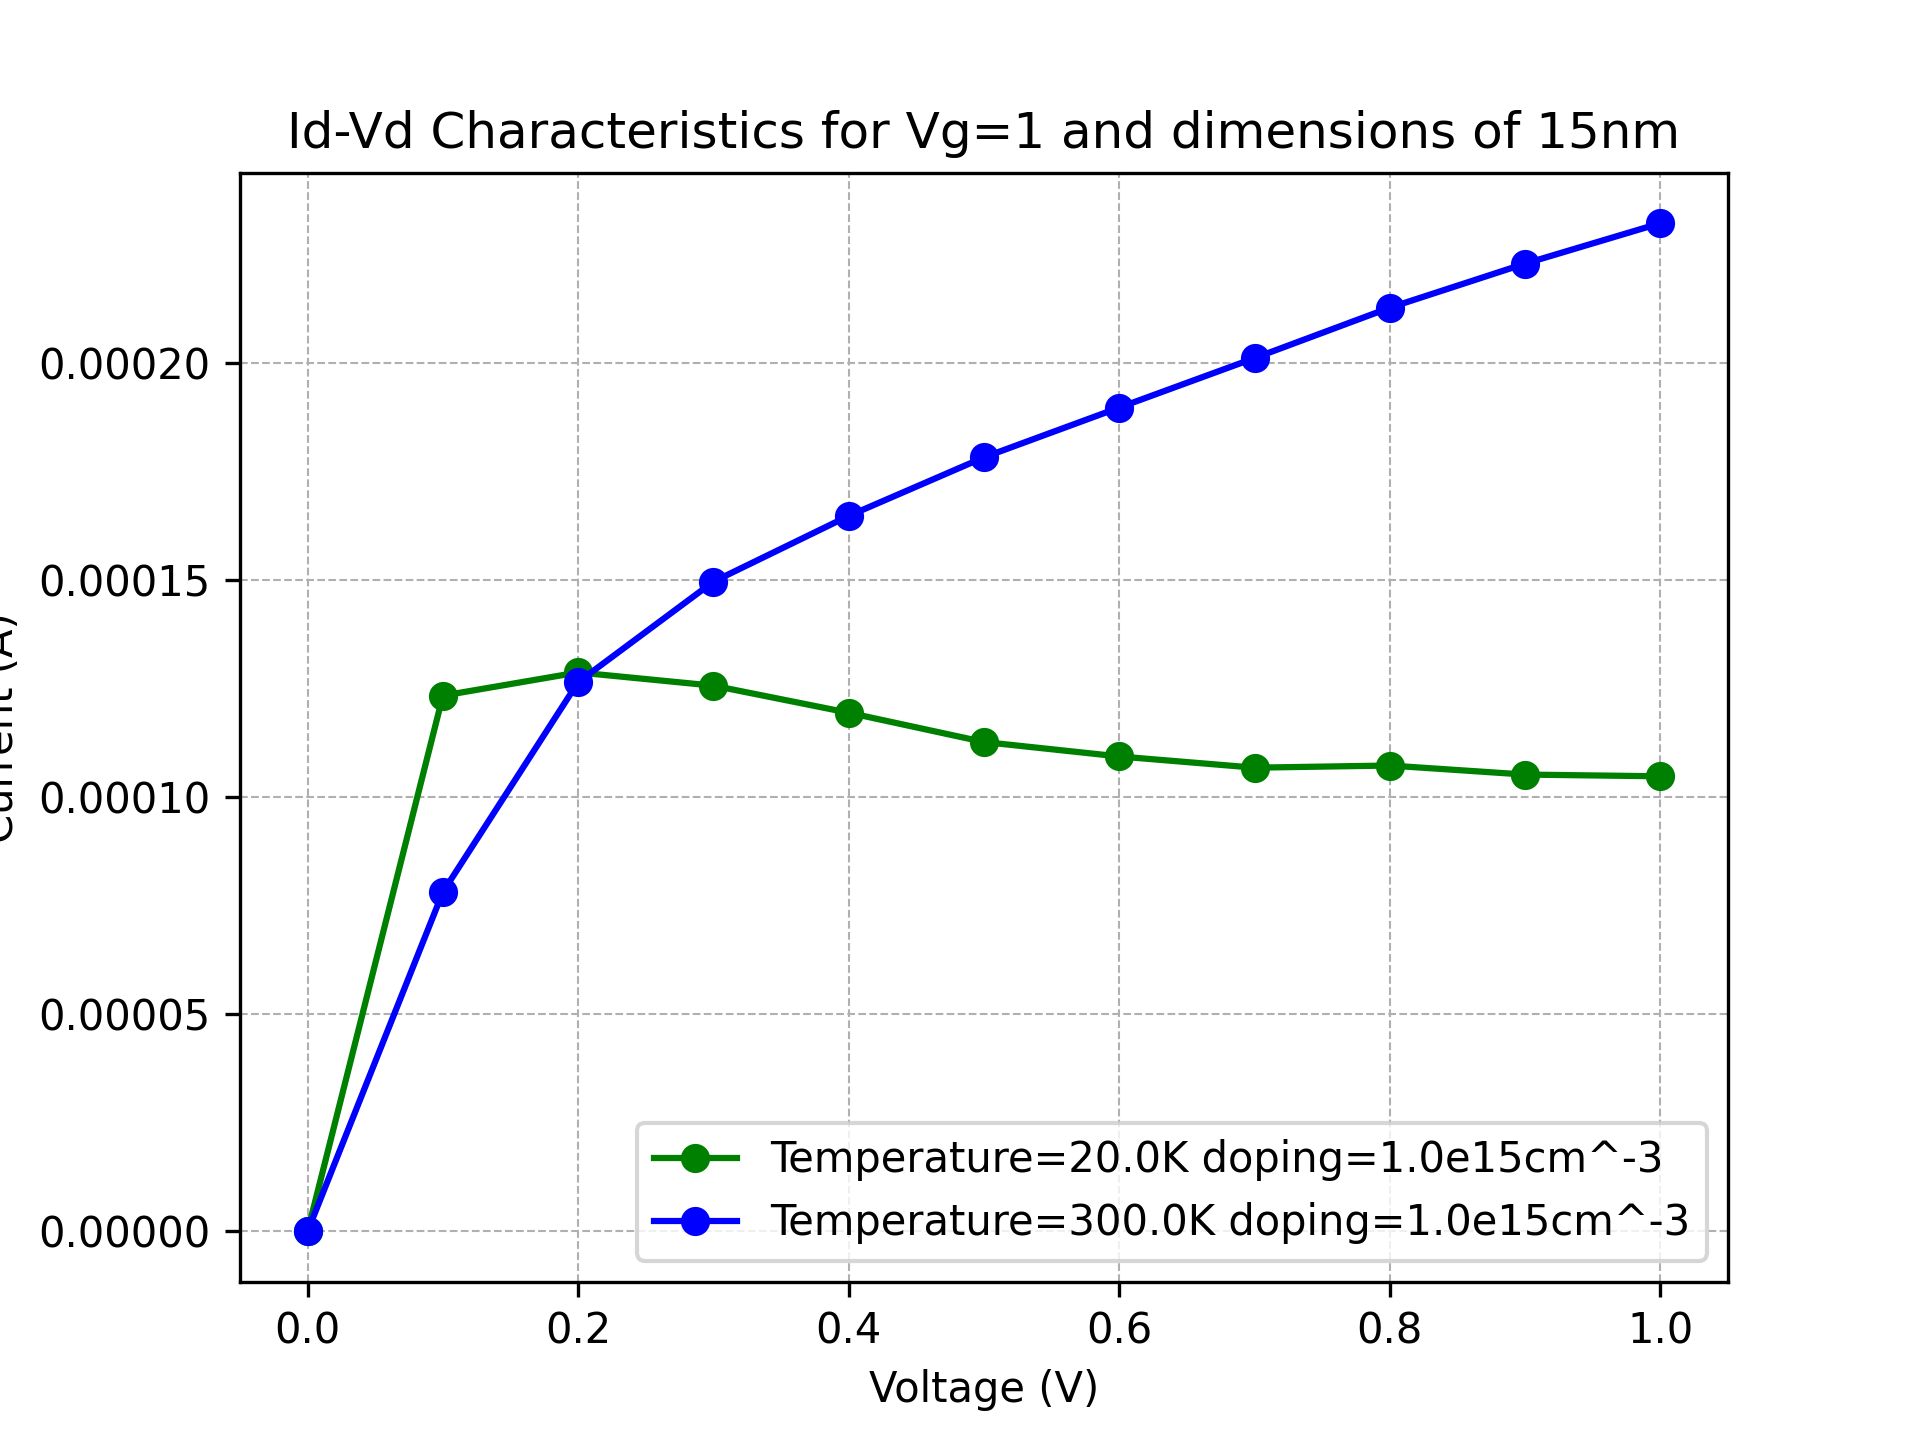 Id-Vd Characteristics for Vg=1 and dimensions of 15nm
0.00020
0.00015
0.00010
0.00005
0.00000
Current (A)
Temperature=20.0K doping=1.0e15cm^-3
Temperature=300.0K doping=1.0e15cm^-3
0.0 0.2 0.4 0.6 0.8 1.0
Voltage (V)